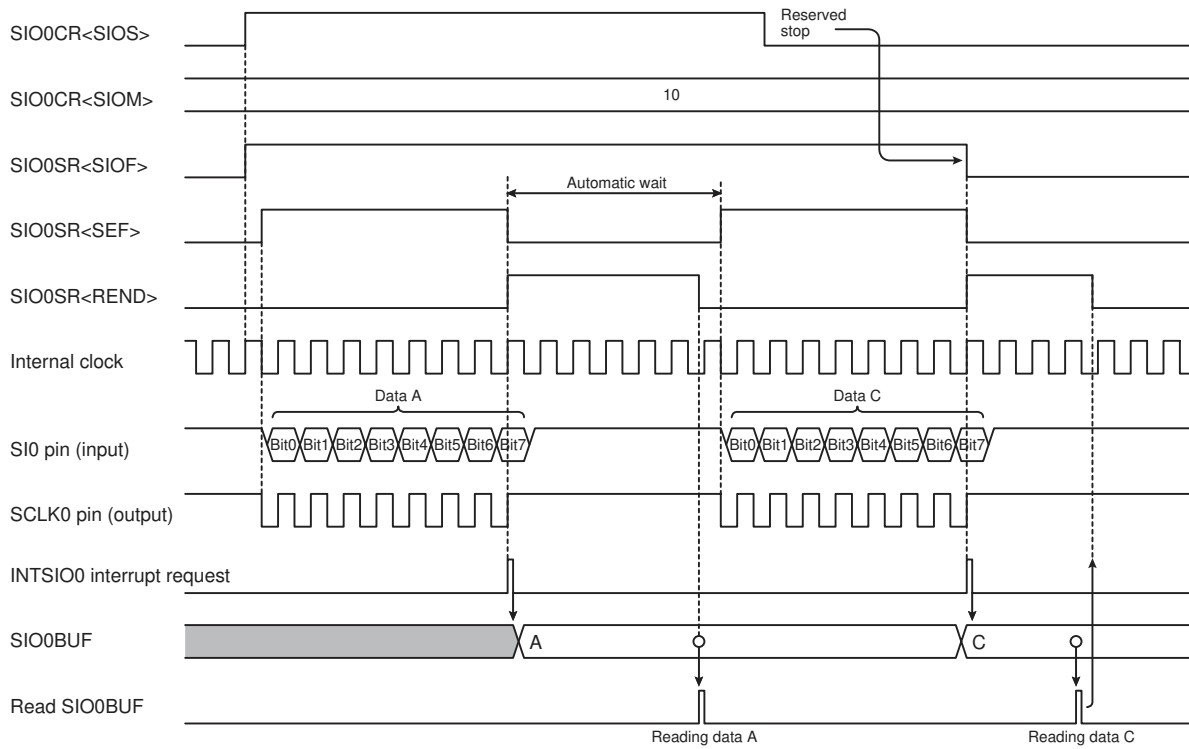 Reserved
stop
SIO0CR<SIOS>
SIO0CR<SIOM>
10
SIO0SR<SIOF>
Automatic wait
SIO0SR<SEF>
SIO0SR<REND>
Internal clock
Data A
Data C
SI0 pin (input)
Bit0 Bit1 Bit2 Bit3 Bit4 Bit5 Bit6 Bit7
Bit0 Bit1 Bit2 Bit3 Bit4 Bit5 Bit6 Bit7
SCLK0 pin (output)
INTSIO0 interrupt request
SIO0BUF
A
C
Read SIO0BUF
Reading data A
Reading data C